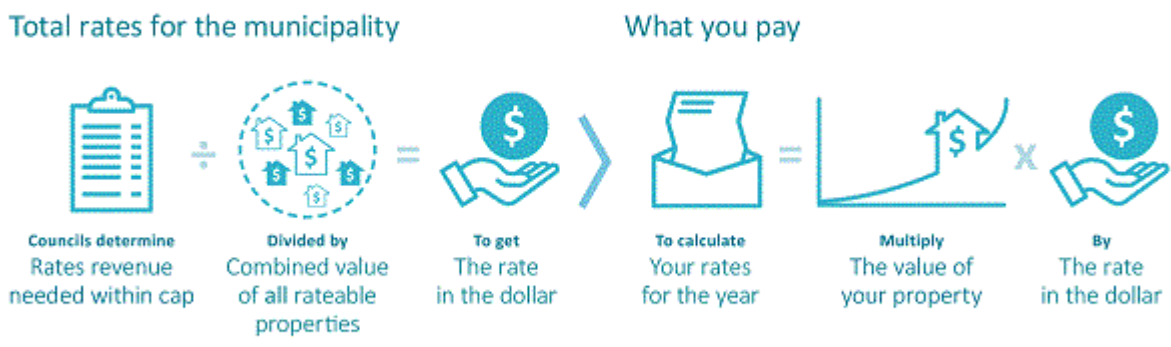 Total rates for the municipality
What you pay
$
$
$
$
$
$
$
$
$
$
÷
=
=
x
Councils determine
Rates revenue
needed within cap
Divided by
Combined value
of all rateable
properties
To get
The rate
in the dollar
To calculate
Your rates
for the year
Multiply
The value of
your property
By
The rate
in the dollar